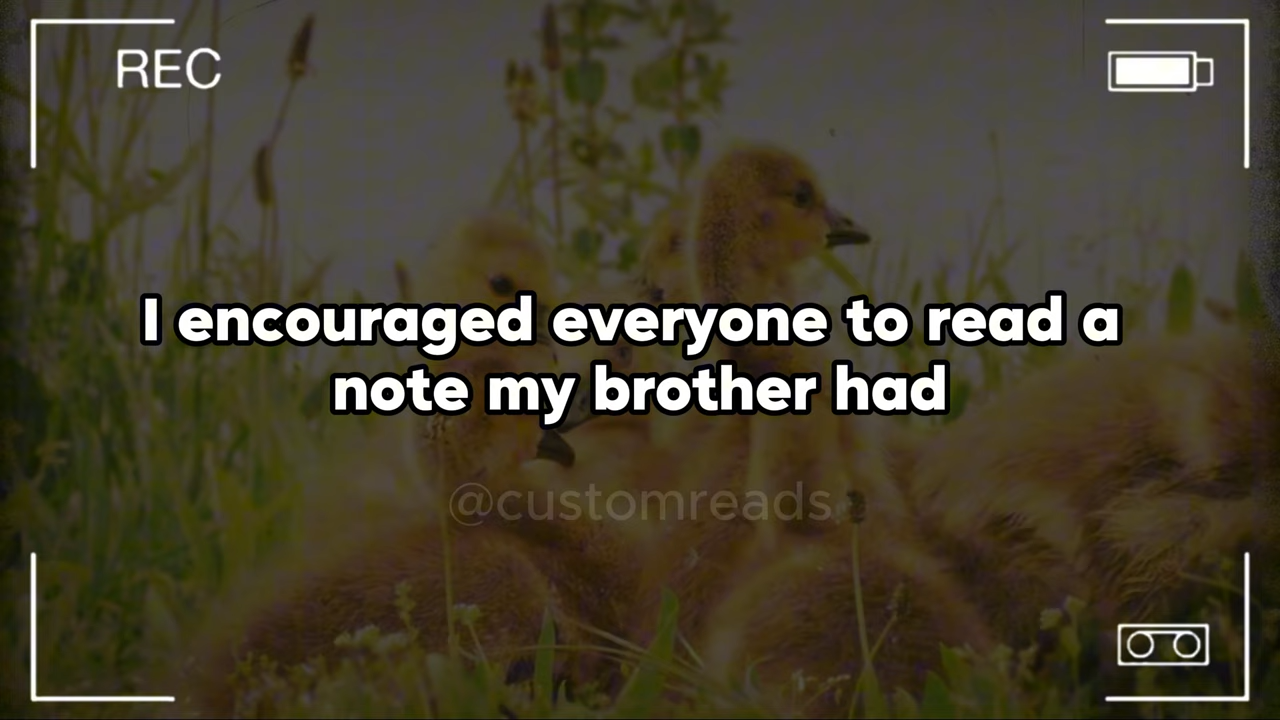 REC
I encouraged everyone to read a
note my brother had
@customreads